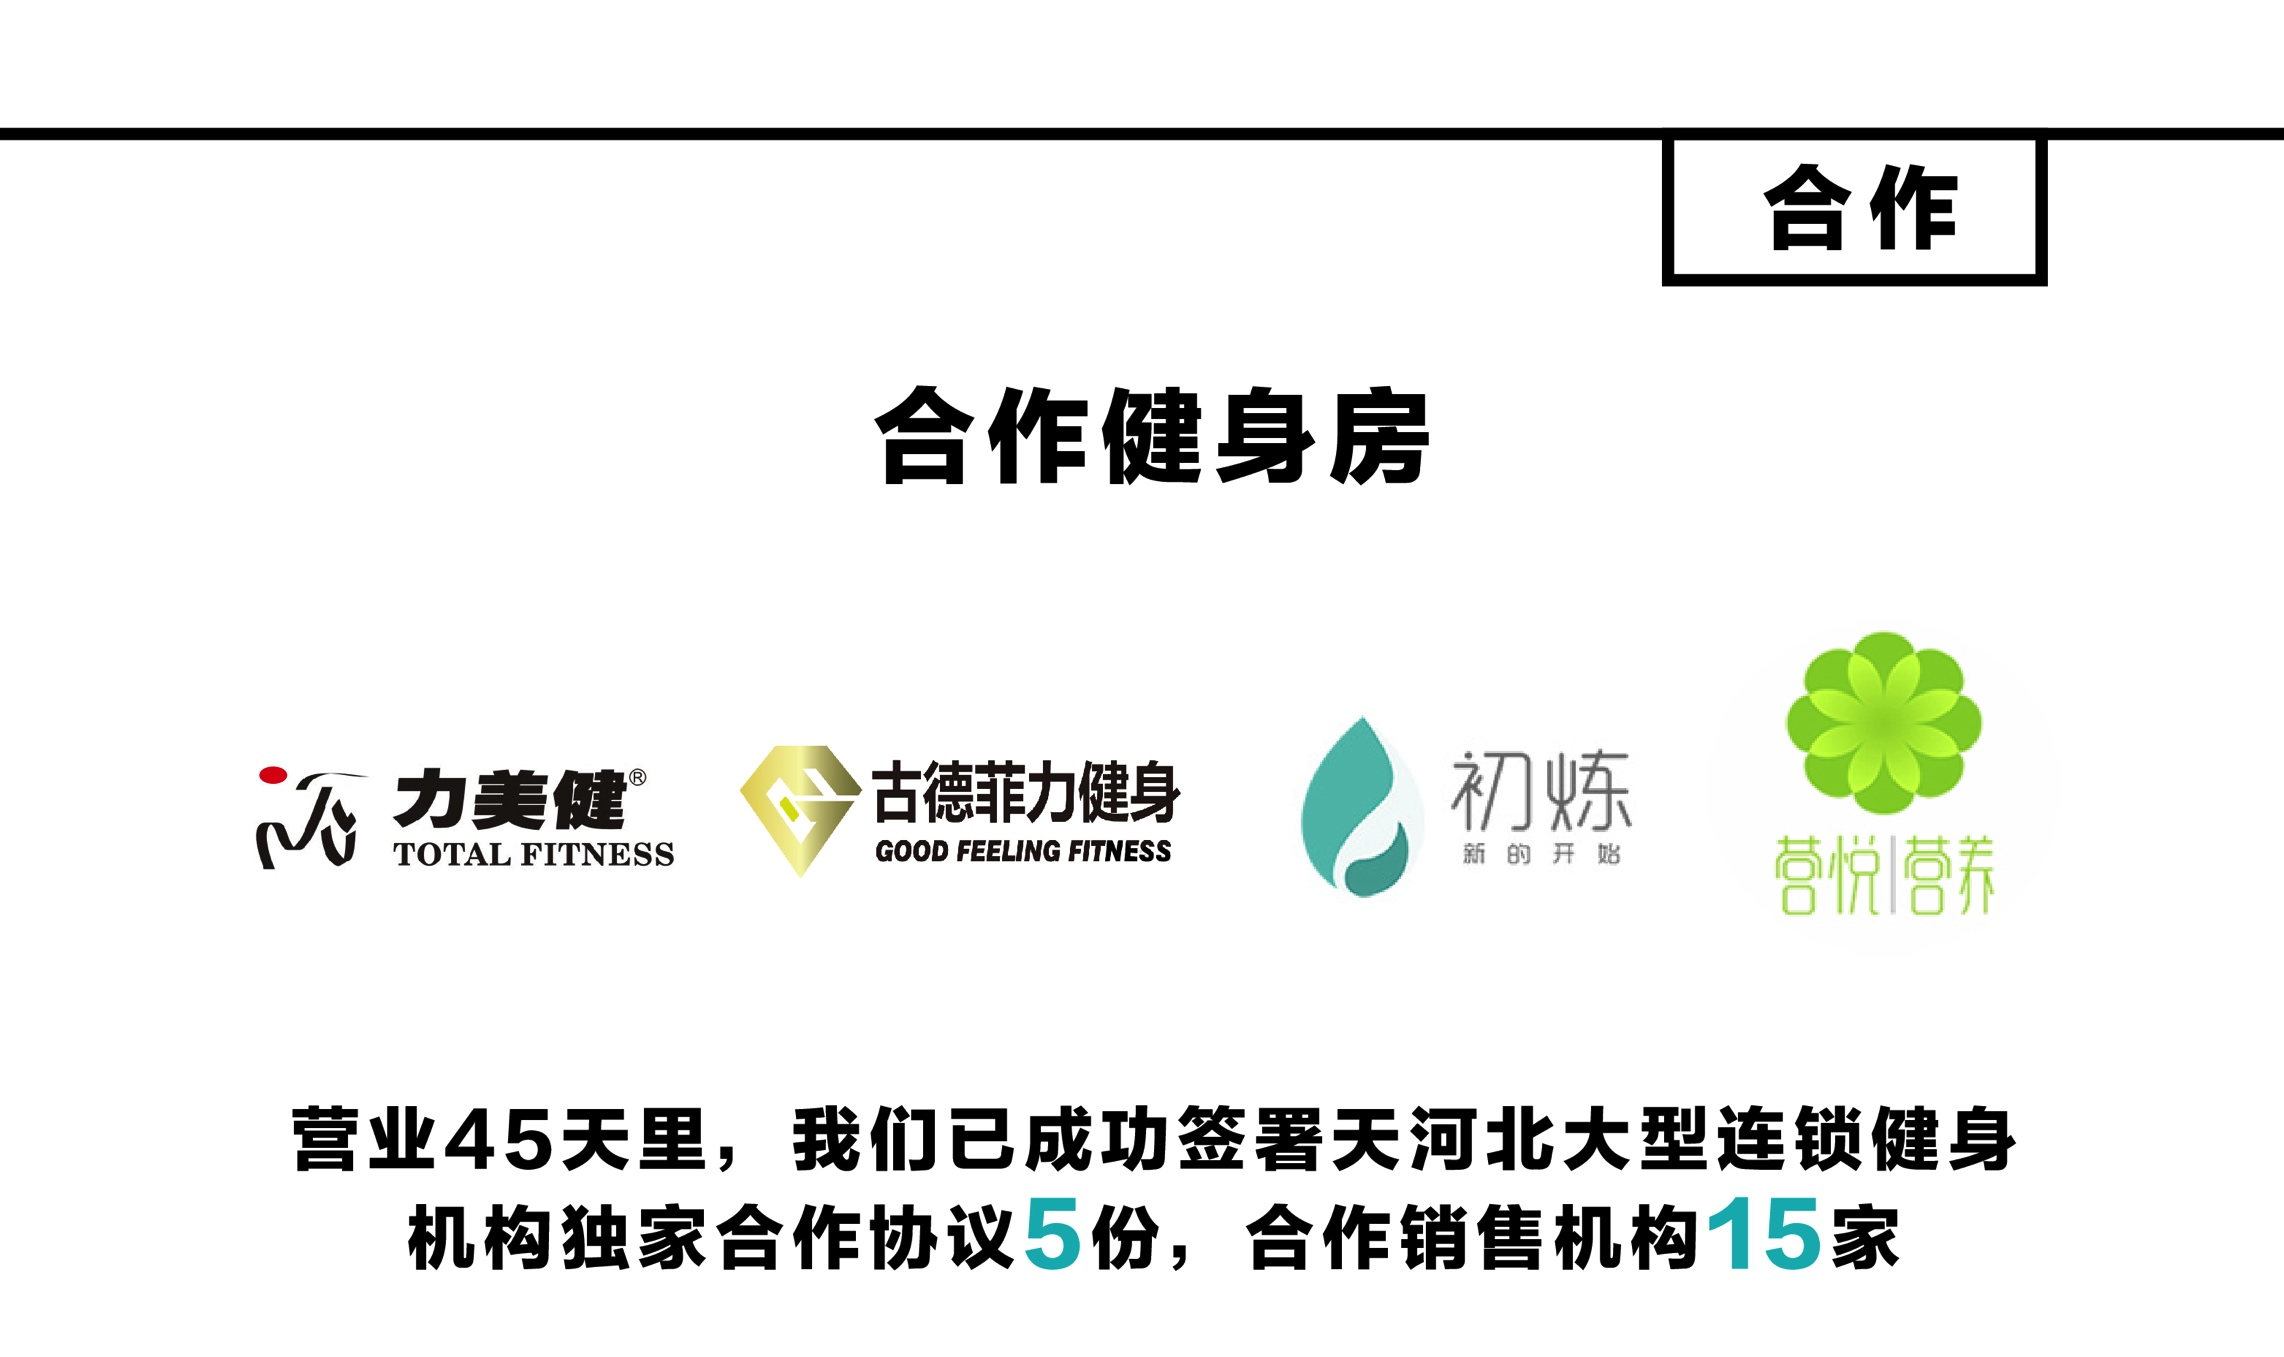 合作
合作健身房
力美健®
TOTAL FITNESS
古德菲力健身
GOOD FEELING FITNESS
初炼
新的开始
营悦|营养
营业45天里，我们已成功签署天河北大型连锁健身
机构独家合作协议5份，合作销售机构15家